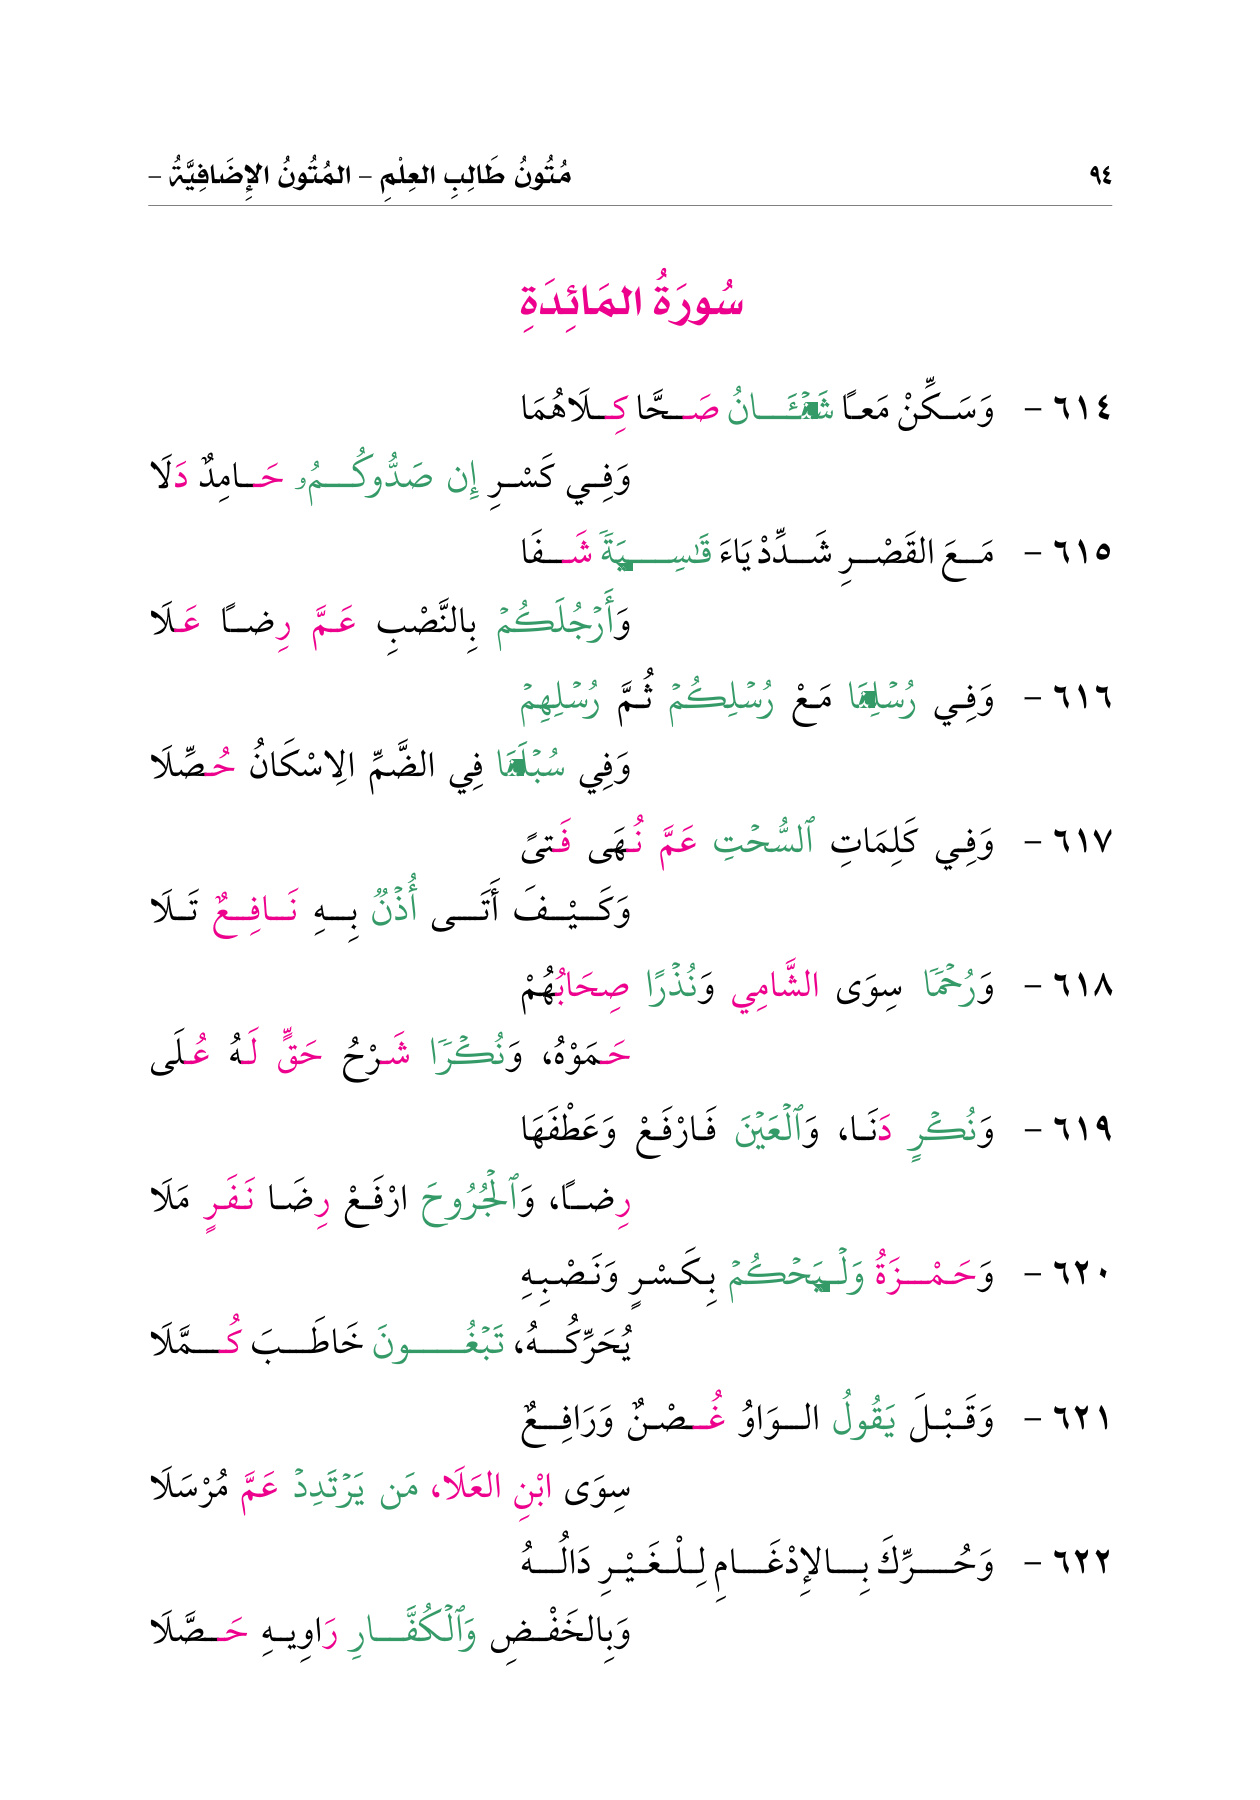 ٩٤ مُتُونُ طَالِبِ العِلْمِ – المُتُونُ الإِضَافِيَّةُ –
سُورَةُ المَائِدَةِ
٦١٤ – وَسَكِّنْ مَعاً شَنْـَٔانُ صَحَّا كِلَاهُمَا
وَفِي كَسْرِ إِن صَدُّوكُمُۥ حَامِدٌ دَلَا
٦١٥ – مَعَ القَصْرِ شَدِّدْ يَاءَ قَٰسِيَةٗ شَفَا
وَأَرْجُلَكُمْ بِالنَّصْبِ عَمَّ رِضاً عَلَا
٦١٦ – وَفِي رُسْلِنَا مَعْ رُسْلِكُمْ ثُمَّ رُسْلِهِمْ
وَفِي سُبْلَنَا فِي الضَّمِّ الِاسْكَانُ حُصِّلَا
٦١٧ – وَفِي كَلِمَاتِ ٱلسُّحْتِ عَمَّ نُهَى فَتىً
وَكَيْفَ أَتَى أُذْنٌ بِهِ نَافِعٌ تَلَا
٦١٨ – وَرُحْمٗا سِوَى الشَّامِي وَنُذْرًا صِحَابُهُمْ
حَمَوْهُ، وَنُكْرٗا شَرْحُ حَقٍّ لَهُ عُلَى
٦١٩ – وَنُكْرٍ دَنَا، وَٱلْعَيْنَ فَارْفَعْ وَعَطْفَهَا
رِضاً، وَٱلْجُرُوحَ ارْفَعْ رِضَا نَفَرٍ مَلَا
٦٢٠ – وَحَمْزَةُ وَلْيَحْكُمْ بِكَسْرٍ وَنَصْبِهِ
يُحَرِّكُهُ، تَبْغُونَ خَاطَبَ كُمَّلَا
٦٢١ – وَقَبْلَ يَقُولُ الوَاوُ غُصْنٌ وَرَافِعٌ
سِوَى ابْنِ العَلَا، مَن يَرْتَدِدْ عَمَّ مُرْسَلَا
٦٢٢ – وَحُرِّكَ بِالإِدْغَامِ لِلْغَيْرِ دَالُهُ
وَبِالخَفْضِ وَٱلْكُفَّارِ رَاوِيهِ حَصَّلَا